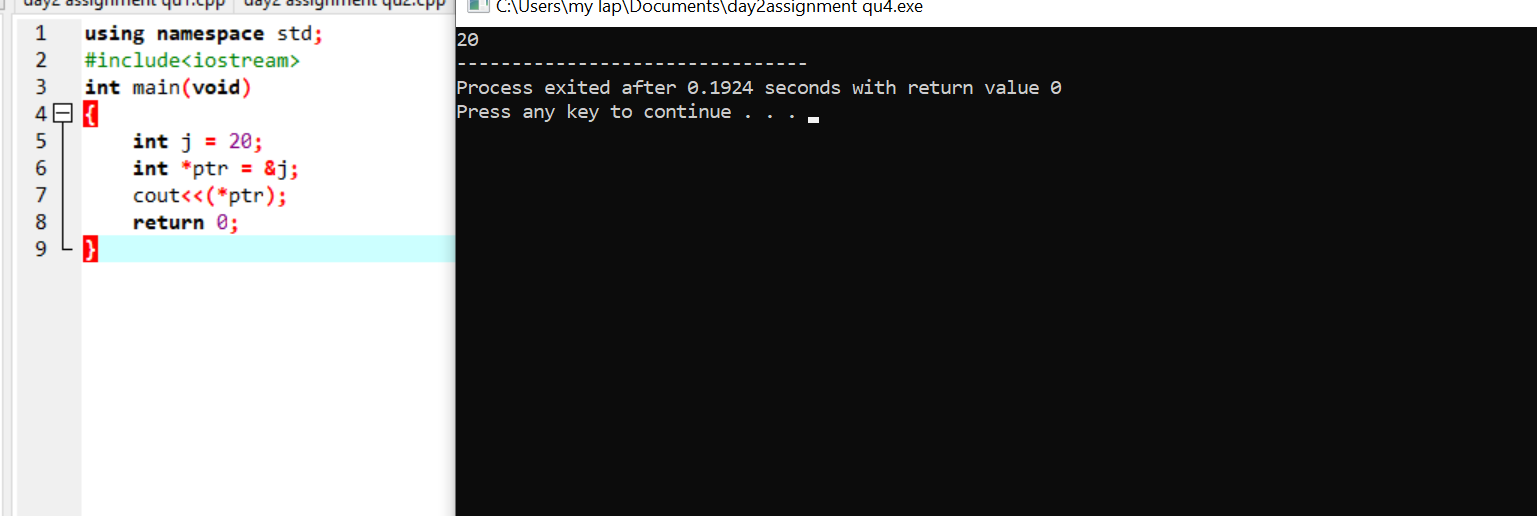 day2 assignment qu1.cpp day2 assignment qu2.cpp
1 using namespace std;
2 #include<iostream>
3 int main(void)
4 {
5 int j = 20;
6 int *ptr = &j;
7 cout<<(*ptr);
8 return 0;
9 }
C:\Users\my lap\Documents\day2assignment qu4.exe
20
--------------------------------
Process exited after 0.1924 seconds with return value 0
Press any key to continue . . .